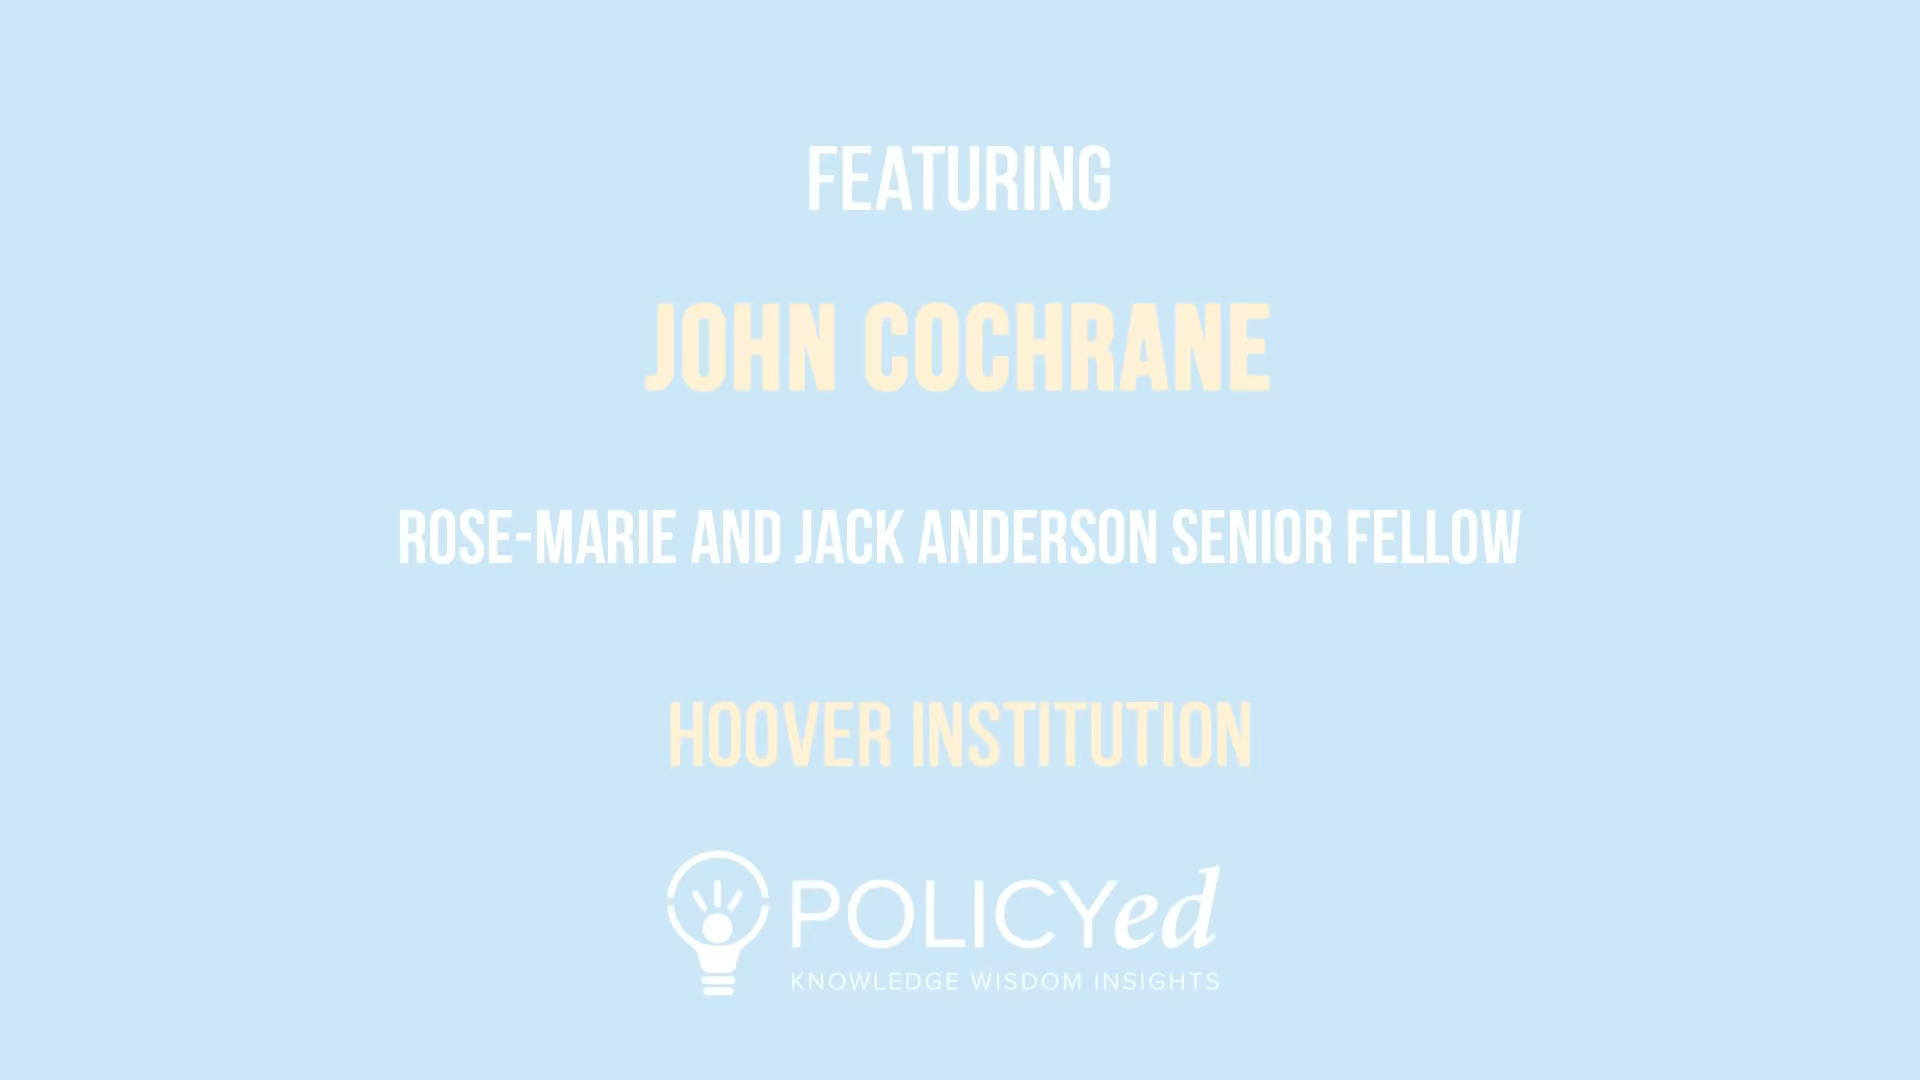 FEATURING
JOHN COCHRANE
ROSE-MARIE AND JACK ANDERSON SENIOR FELLOW
HOOVER INSTITUTION
POLICYed
KNOWLEDGE WISDOM INSIGHTS